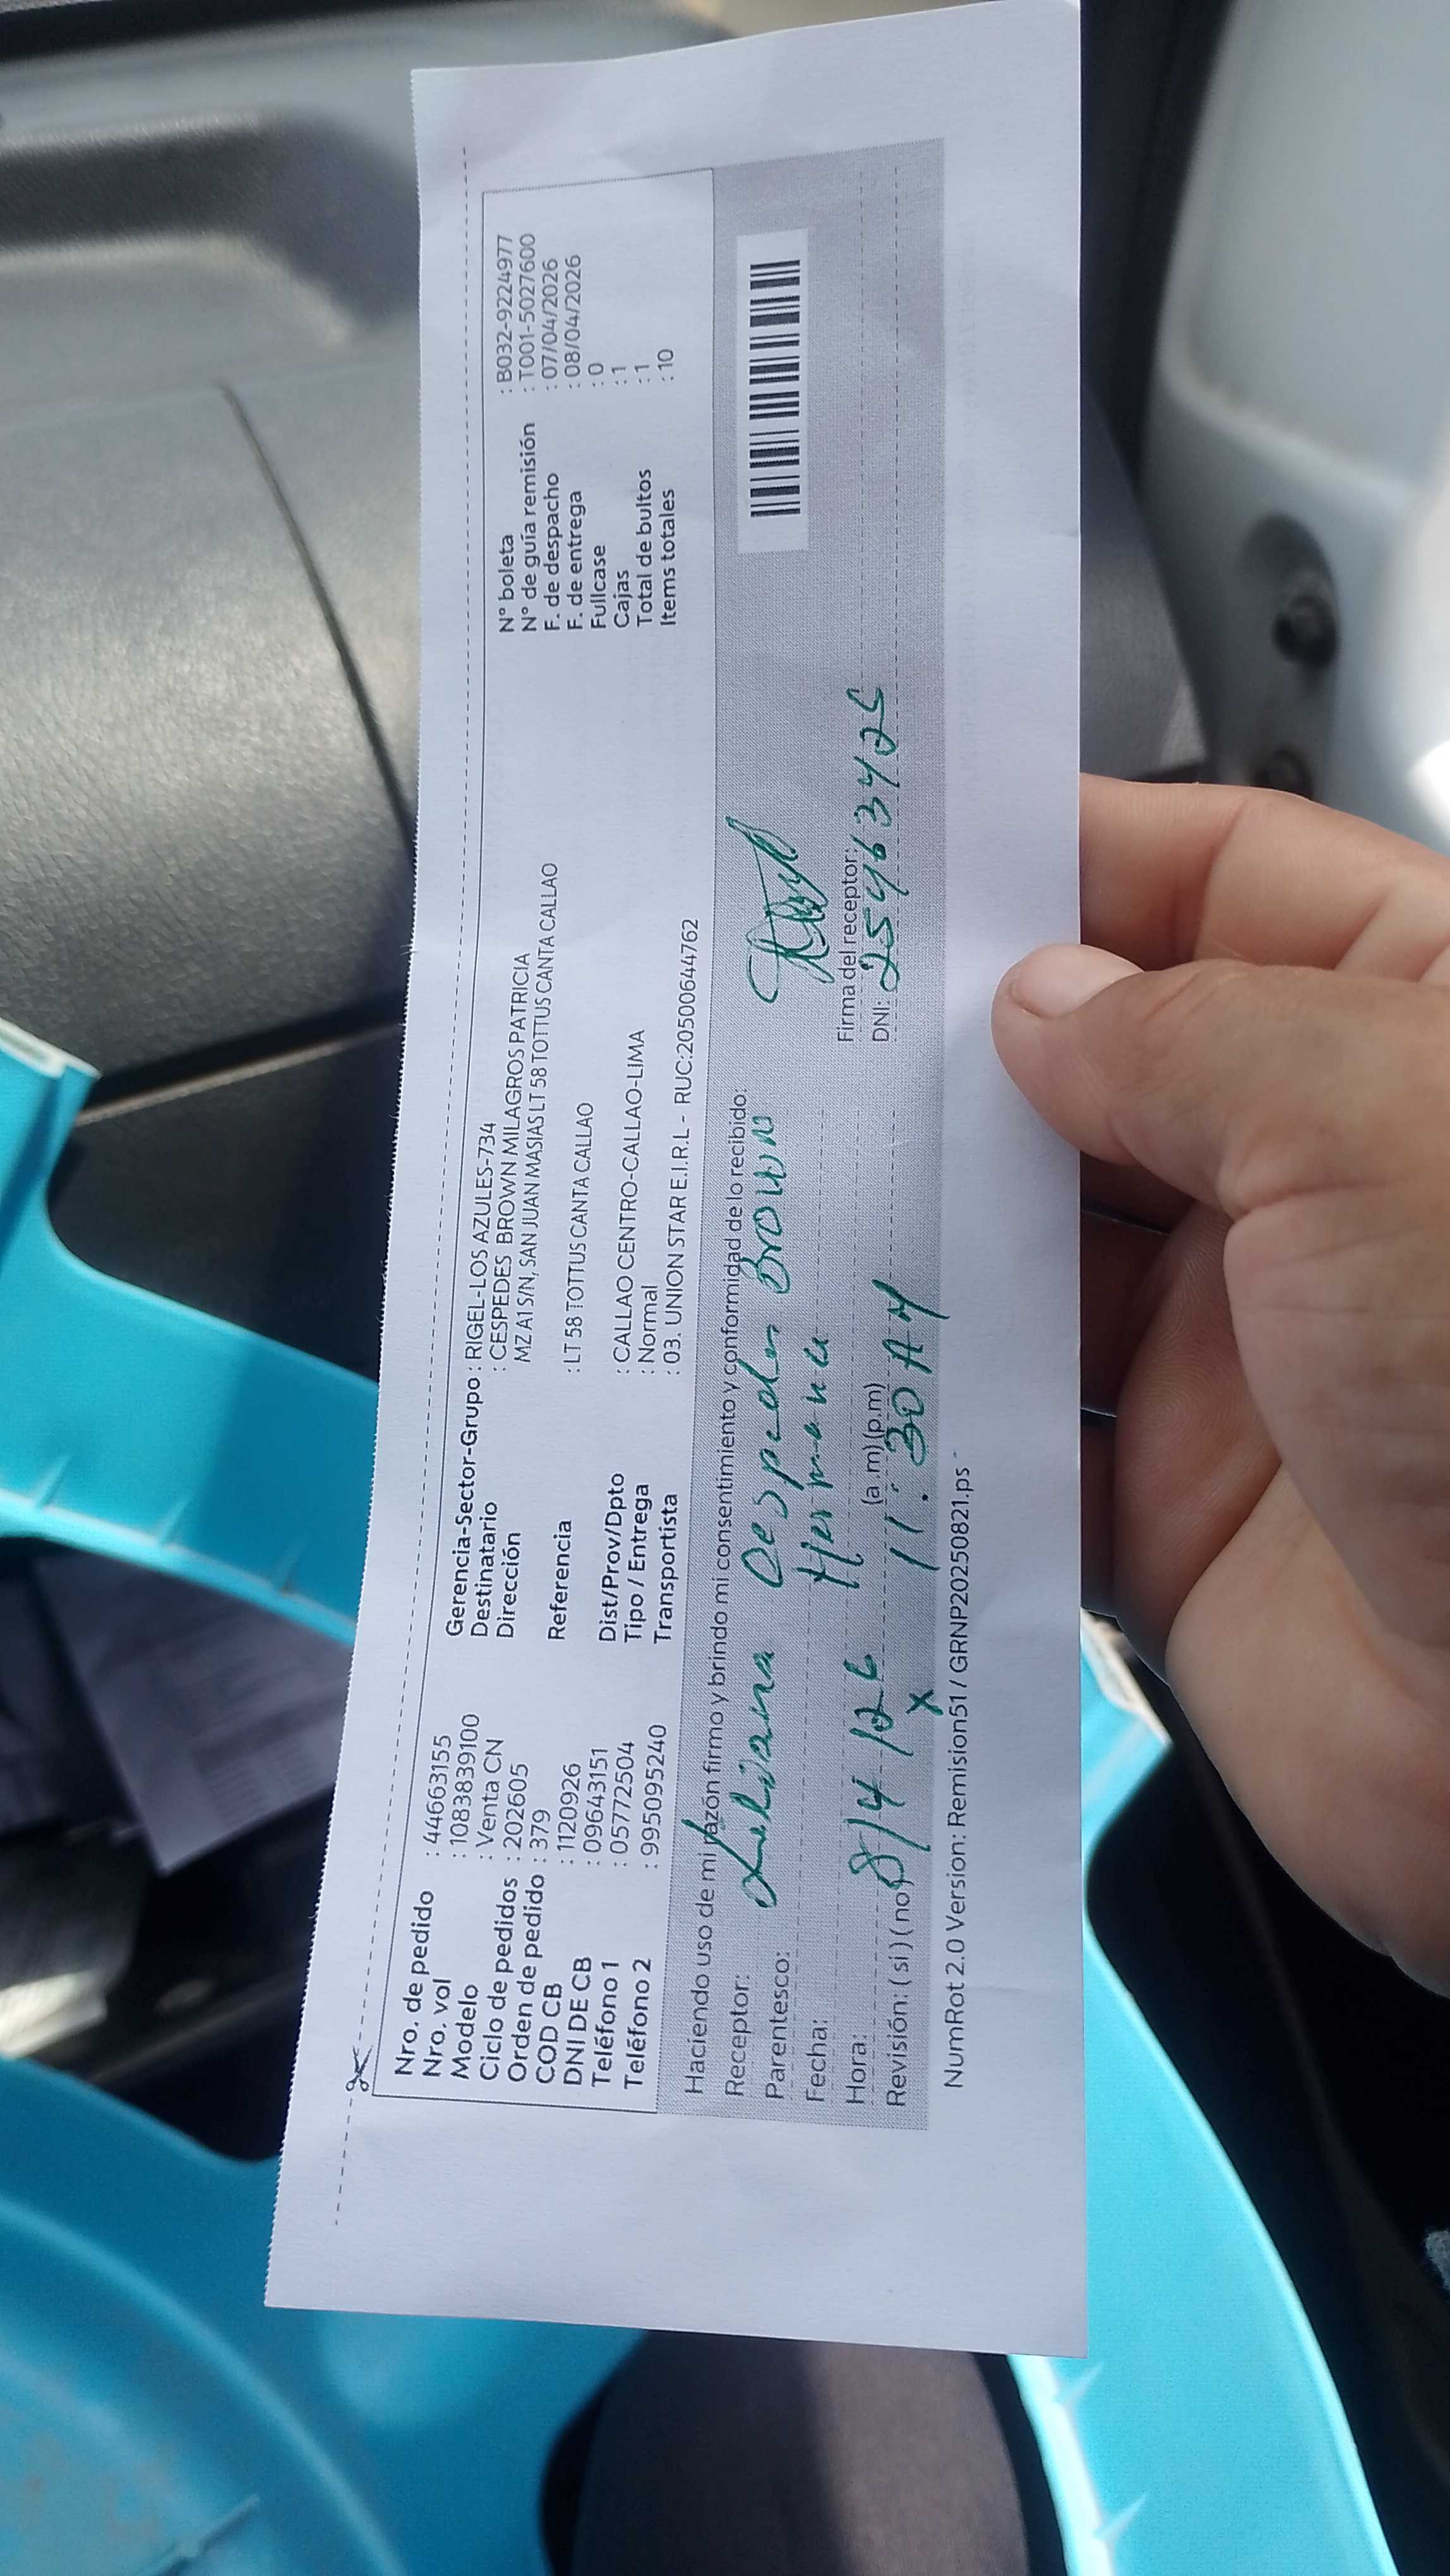 Nro. de pedido : 44663155
Nro. vol : 1083839100
Modelo : Venta CN
Ciclo de pedidos : 202605
Orden de pedido : 379
COD CB : 1120926
DNI DE CB : 09643151
Teléfono 1 : 05772504
Teléfono 2 : 995095240
Gerencia-Sector-Grupo : RIGEL-LOS AZULES-734
Destinatario : CESPEDES BROWN MILAGROS PATRICIA
Dirección MZ A1 S/N, SAN JUAN MASIAS LT 58 TOTTUS CANTA CALLAO
Referencia : LT 58 TOTTUS CANTA CALLAO
Dist/Prov/Dpto : CALLAO CENTRO-CALLAO-LIMA
Tipo / Entrega : Normal
Transportista : 03. UNION STAR E.I.R.L - RUC:20500644762
N° boleta : B032-9224977
N° de guía remisión : T001-5027600
F. de despacho : 07/04/2026
F. de entrega : 08/04/2026
Fullcase : 0
Cajas : 1
Total de bultos : 1
Items totales : 10
Haciendo uso de mi razón firmo y brindo mi consentimiento y conformidad de lo recibido:
Receptor: Liliana Cespedes Brown
Parentesco: Hermana
Fecha: 8/4/26
Hora: (a.m)(p.m) 11:30 AM
Revisión: (si) (no) X
Firma del receptor:
DNI: 25463425
NumRot 2.0 Version: Remision51 / GRNP20250821.ps